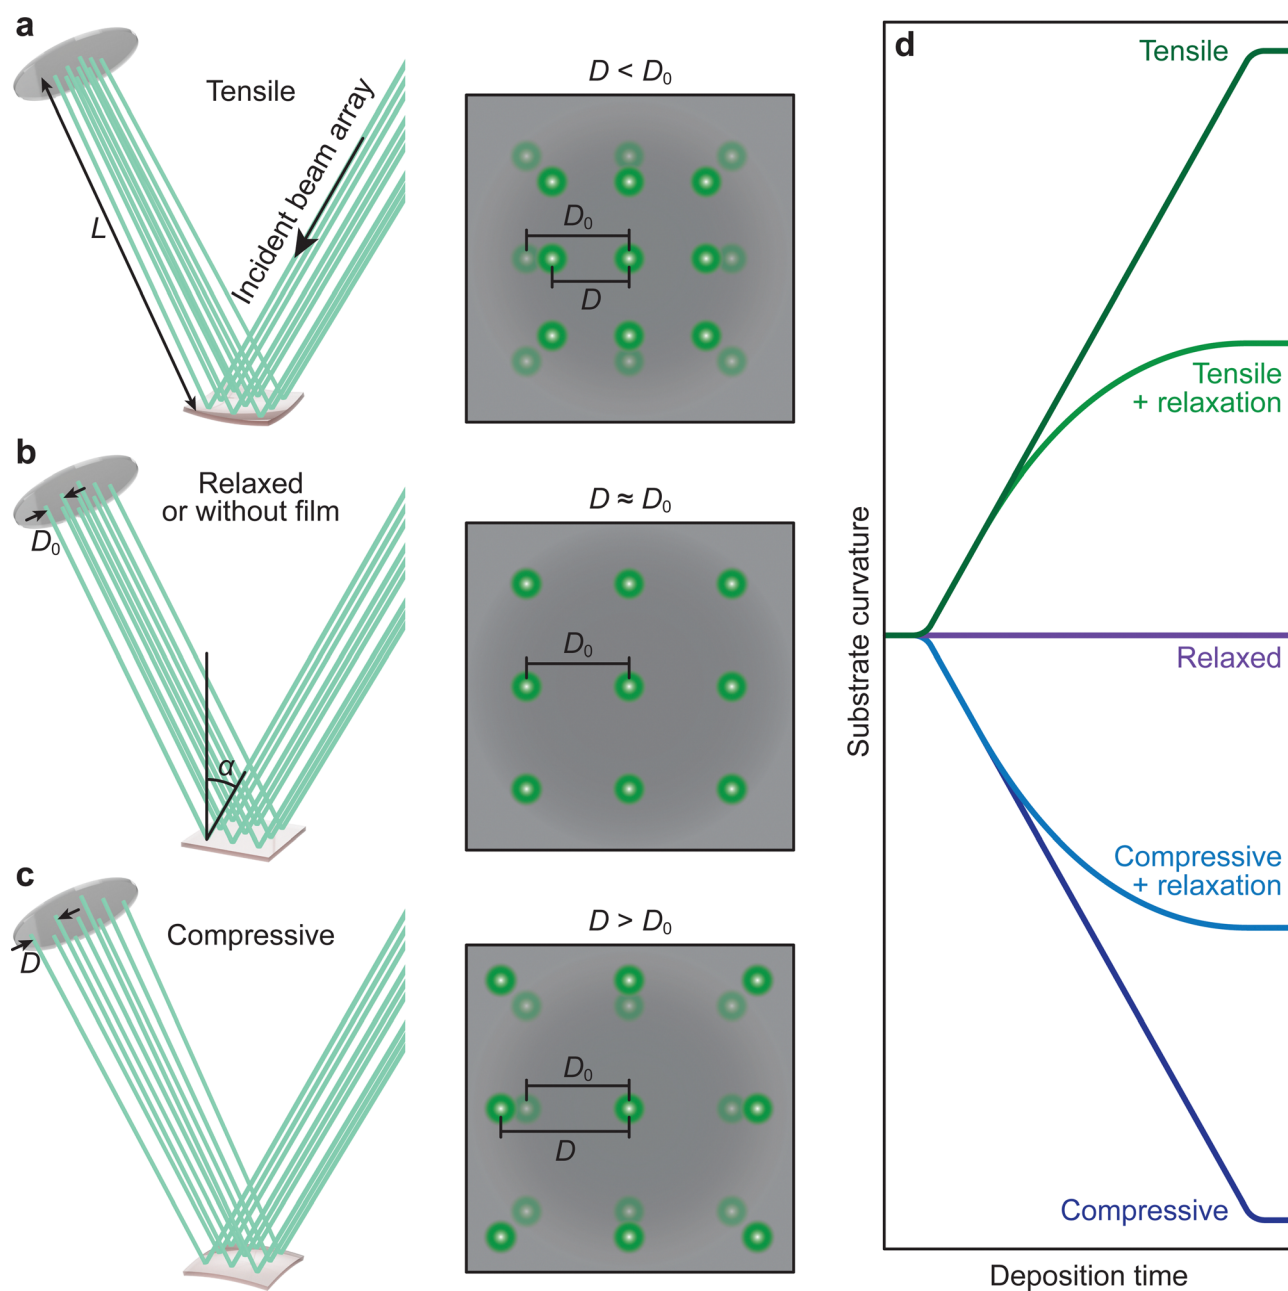 a
Tensile
Incident beam array
L
D < D₀
D₀
D
b
Relaxed
or without film
D₀
α
D ≈ D₀
D₀
c
Compressive
D
D > D₀
D₀
D
d
Tensile
Tensile
+ relaxation
Relaxed
Compressive
+ relaxation
Compressive
Substrate curvature
Deposition time